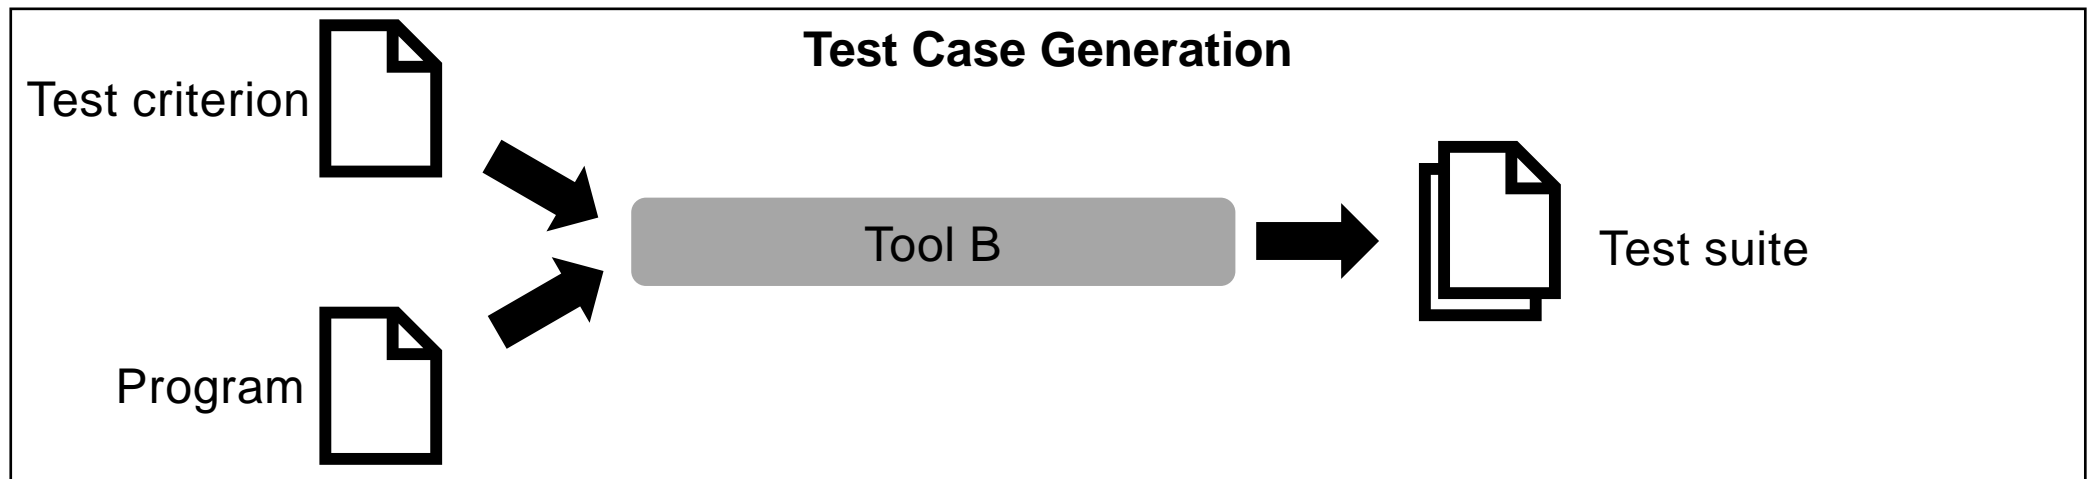 Test Case Generation
Test criterion
Tool B
Test suite
Program